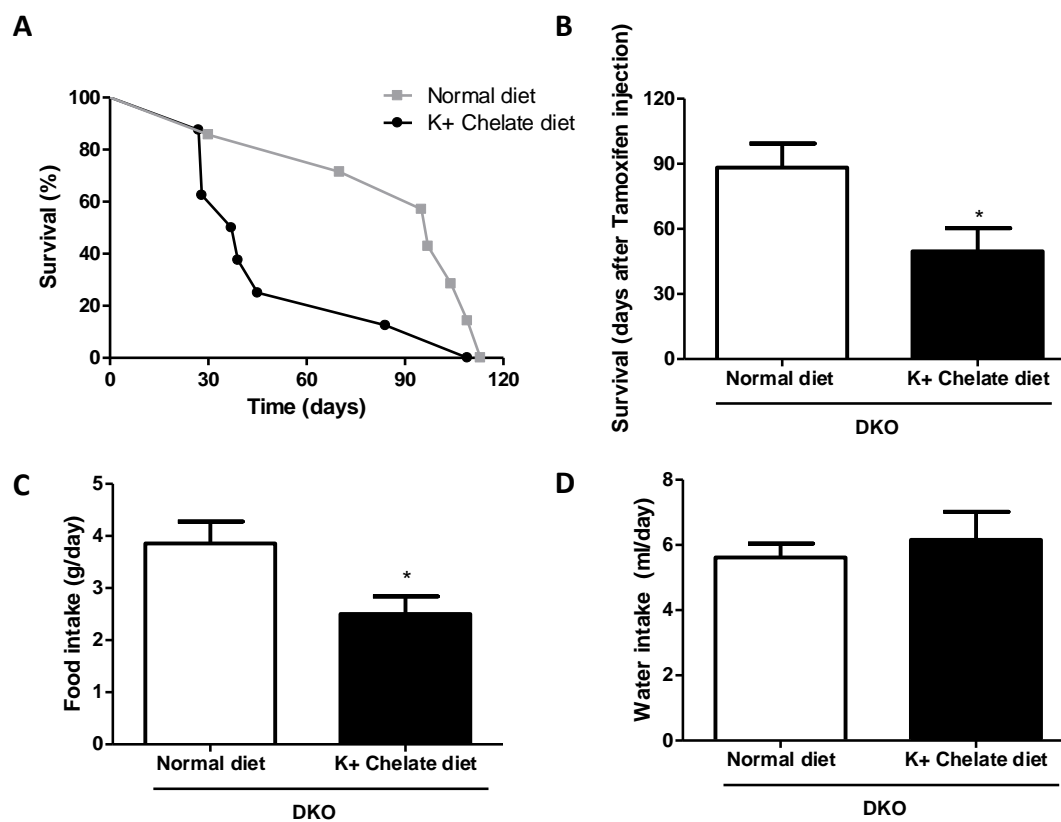 A
Normal diet
K+ Chelate diet
Survival (%)
100
80
60
40
20
0
0 30 60 90 120
Time (days)
B
Survival (days after Tamoxifen injection)
120
90
60
30
0
*
Normal diet K+ Chelate diet
DKO
C
Food intake (g/day)
5
4
3
2
1
0
*
Normal diet K+ Chelate diet
DKO
D
Water intake (ml/day)
8
6
4
2
0
Normal diet K+ Chelate diet
DKO